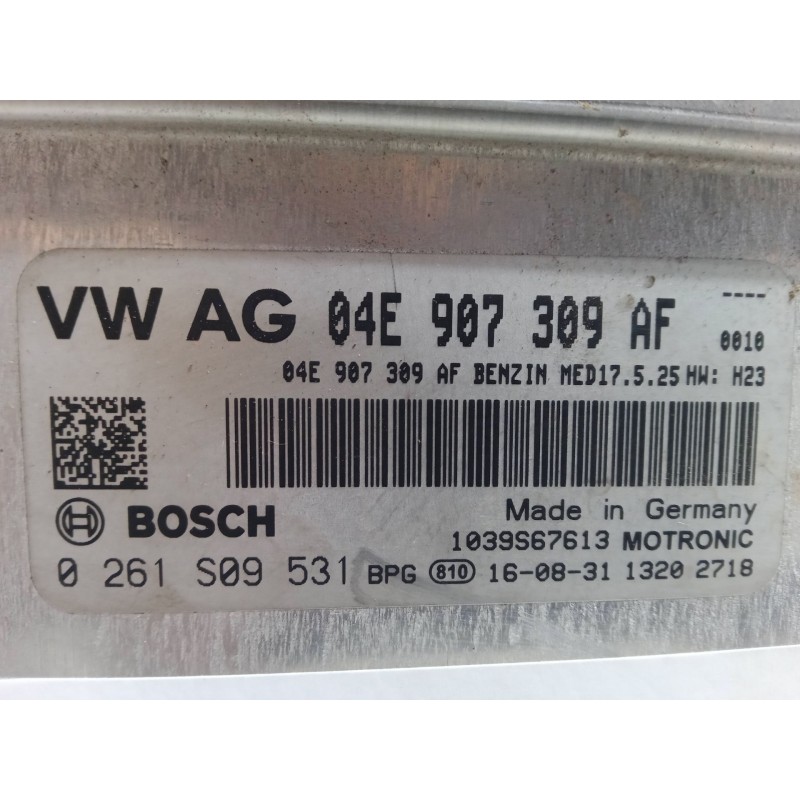 VW AG 04E 907 309 AF ----
0010
04E 907 309 AF BENZIN MED17.5.25 HW: H23
BOSCH Made in Germany
1039S67613 MOTRONIC
0 261 S09 531 BPG 810 16-08-31 1320 2718